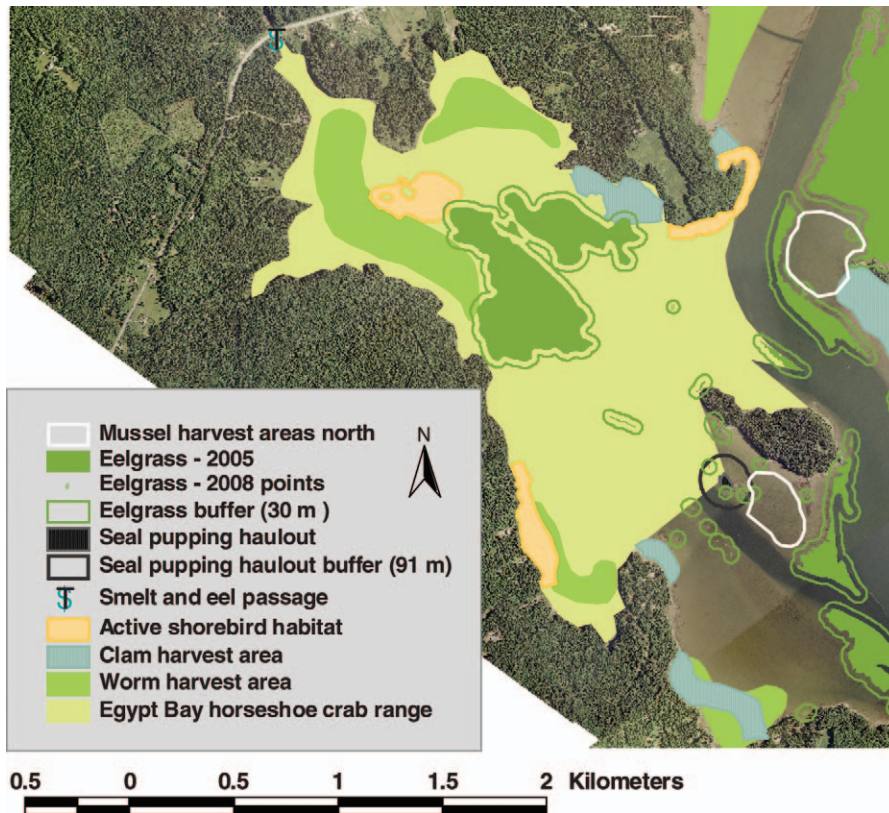 Mussel harvest areas north
Eelgrass - 2005
Eelgrass - 2008 points
Eelgrass buffer (30 m )
Seal pupping haulout
Seal pupping haulout buffer (91 m)
Smelt and eel passage
Active shorebird habitat
Clam harvest area
Worm harvest area
Egypt Bay horseshoe crab range
N
0.5 0 0.5 1 1.5 2 Kilometers